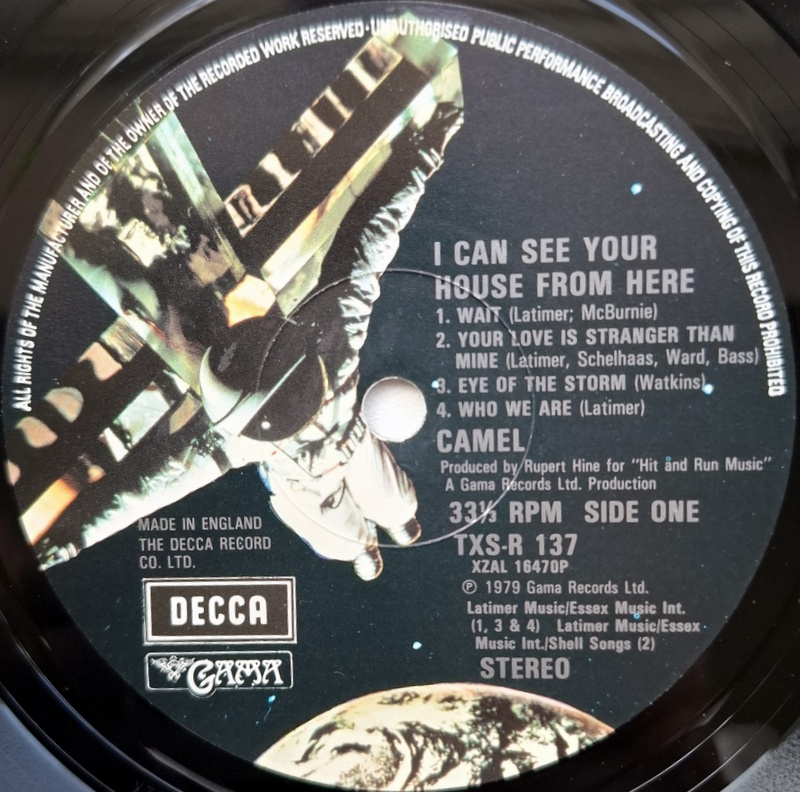 ALL RIGHTS OF THE MANUFACTURER AND OF THE OWNER OF THE RECORDED WORK RESERVED · UNAUTHORISED PUBLIC PERFORMANCE BROADCASTING AND COPYING OF THIS RECORD PROHIBITED
I CAN SEE YOUR
HOUSE FROM HERE
1. WAIT (Latimer; McBurnie)
2. YOUR LOVE IS STRANGER THAN
MINE (Latimer, Schelhaas, Ward, Bass)
3. EYE OF THE STORM (Watkins)
4. WHO WE ARE (Latimer)
CAMEL
Produced by Rupert Hine for "Hit and Run Music"
A Gama Records Ltd. Production
33⅓ RPM SIDE ONE
TXS-R 137
XZAL 16470P
℗ 1979 Gama Records Ltd.
Latimer Music/Essex Music Int.
(1, 3 & 4) Latimer Music/Essex
Music Int./Shell Songs (2)
STEREO
MADE IN ENGLAND
THE DECCA RECORD
CO. LTD.
DECCA
GAMA